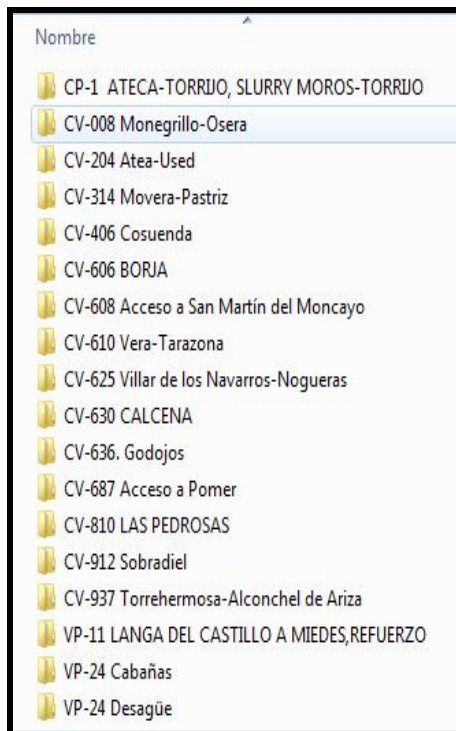 Nombre
CP-1 ATECA-TORRIJO, SLURRY MOROS-TORRIJO
CV-008 Monegrillo-Osera
CV-204 Atea-Used
CV-314 Movera-Pastriz
CV-406 Cosuenda
CV-606 BORJA
CV-608 Acceso a San Martín del Moncayo
CV-610 Vera-Tarazona
CV-625 Villar de los Navarros-Nogueras
CV-630 CALCENA
CV-636. Godojos
CV-687 Acceso a Pomer
CV-810 LAS PEDROSAS
CV-912 Sobradiel
CV-937 Torrehermosa-Alconchel de Ariza
VP-11 LANGA DEL CASTILLO A MIEDES,REFUERZO
VP-24 Cabañas
VP-24 Desagüe